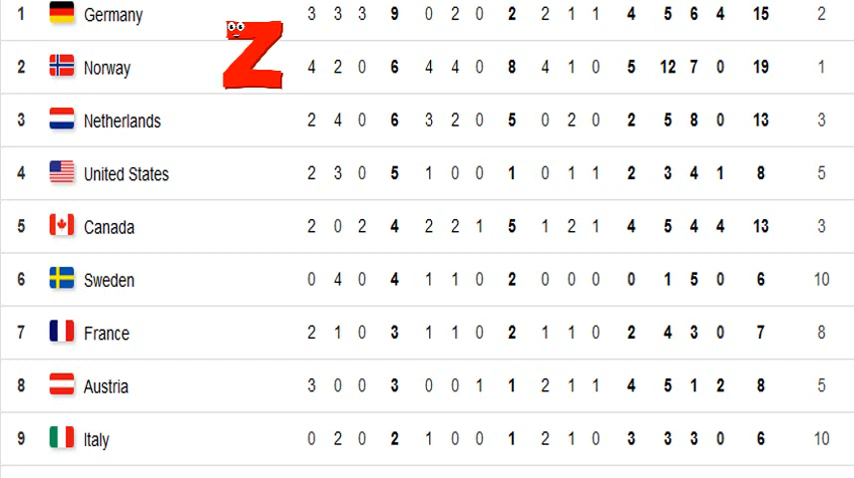 1 Germany 3 3 3 9 0 2 0 2 2 1 1 4 5 6 4 15 2
Z
2 Norway 4 2 0 6 4 4 0 8 4 1 0 5 12 7 0 19 1
3 Netherlands 2 4 0 6 3 2 0 5 0 2 0 2 5 8 0 13 3
4 United States 2 3 0 5 1 0 0 1 0 1 1 2 3 4 1 8 5
5 Canada 2 0 2 4 2 2 1 5 1 2 1 4 5 4 4 13 3
6 Sweden 0 4 0 4 1 1 0 2 0 0 0 0 1 5 0 6 10
7 France 2 1 0 3 1 1 0 2 1 1 0 2 4 3 0 7 8
8 Austria 3 0 0 3 0 0 1 1 2 1 1 4 5 1 2 8 5
9 Italy 0 2 0 2 1 0 0 1 2 1 0 3 3 3 0 6 10